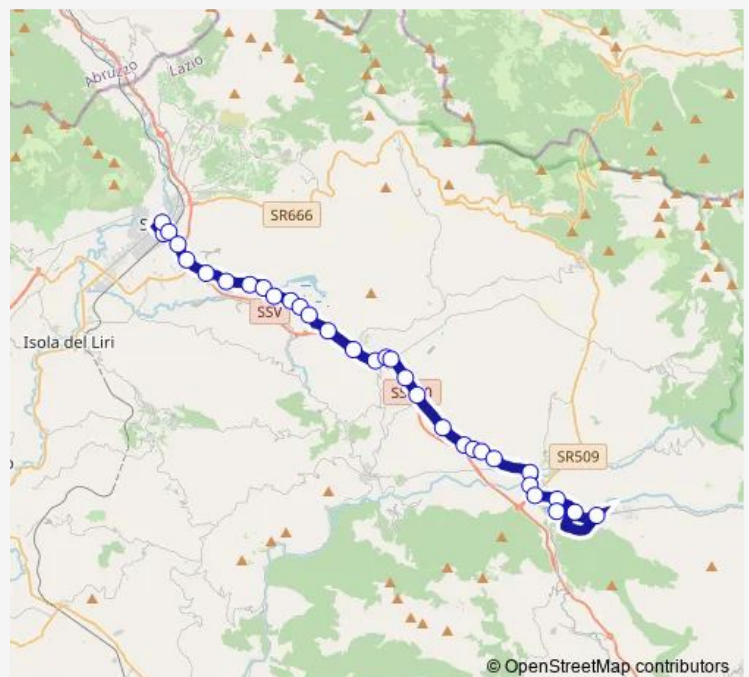 Abruzzo
Lazio
SR666
S
SSV
Isola del Liri
SR509
© OpenStreetMap contributors